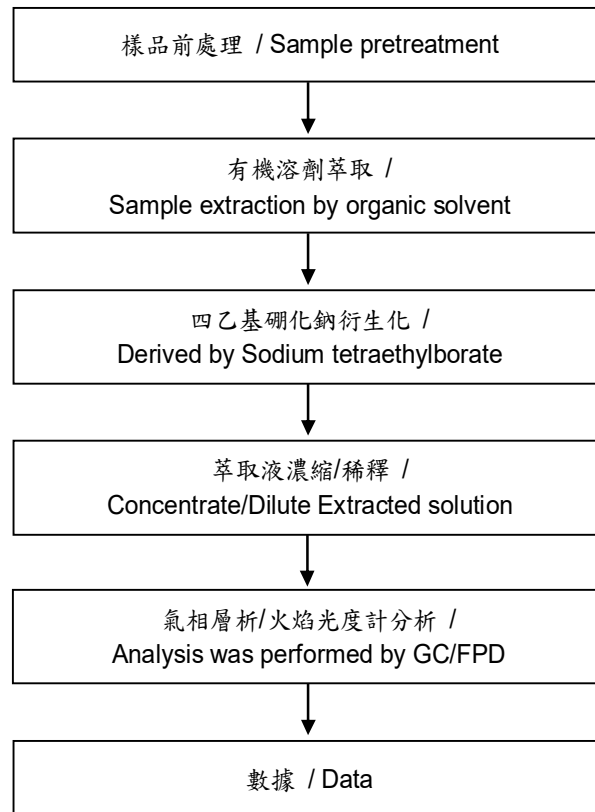 樣品前處理 / Sample pretreatment
有機溶劑萃取 /
Sample extraction by organic solvent
四乙基硼化鈉衍生化 /
Derived by Sodium tetraethylborate
萃取液濃縮/稀釋 /
Concentrate/Dilute Extracted solution
氣相層析/火焰光度計分析 /
Analysis was performed by GC/FPD
數據 / Data